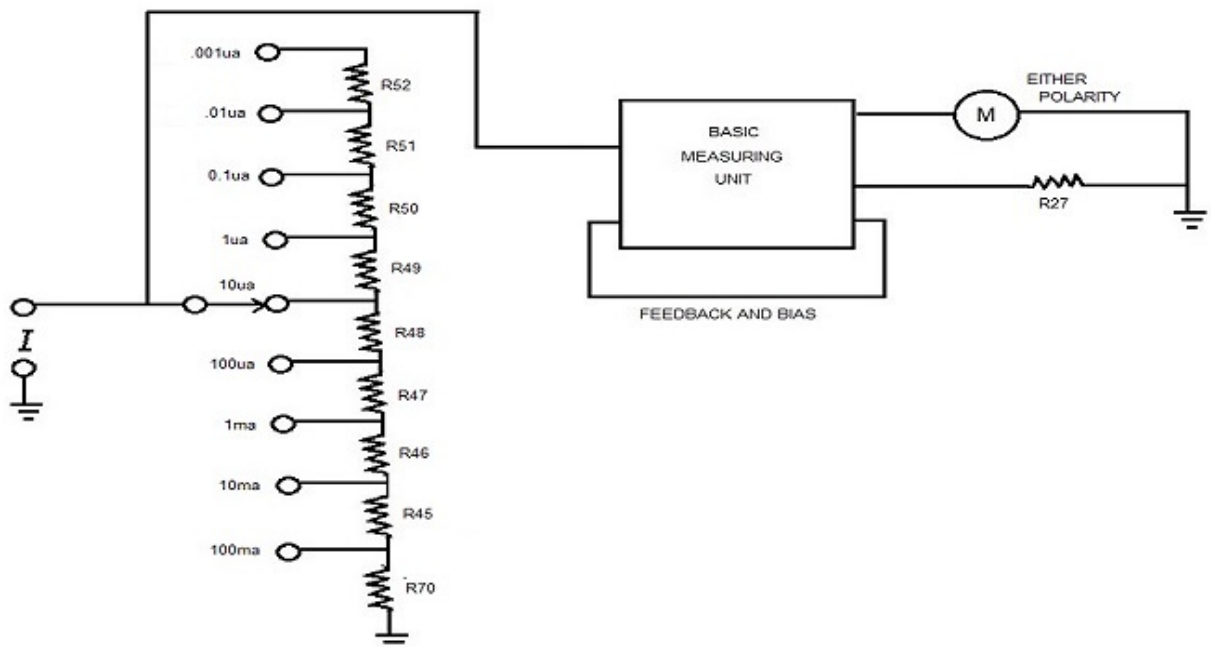 .001ua
R52
.01ua
R51
0.1ua
R50
1ua
R49
10ua
R48
100ua
R47
1ma
R46
10ma
R45
100ma
R70
I
BASIC
MEASURING
UNIT
FEEDBACK AND BIAS
EITHER
POLARITY
M
R27